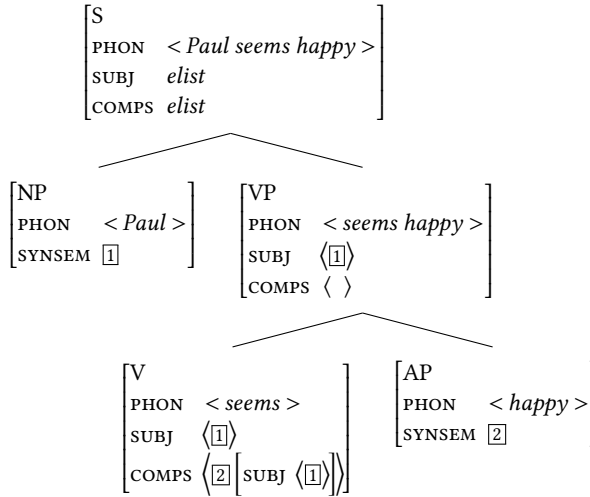 S
PHON < Paul seems happy >
SUBJ elist
COMPS elist
NP
PHON < Paul >
SYNSEM 1
VP
PHON < seems happy >
SUBJ ⟨1⟩
COMPS ⟨ ⟩
V
PHON < seems >
SUBJ ⟨1⟩
COMPS ⟨2[SUBJ ⟨1⟩]⟩
AP
PHON < happy >
SYNSEM 2